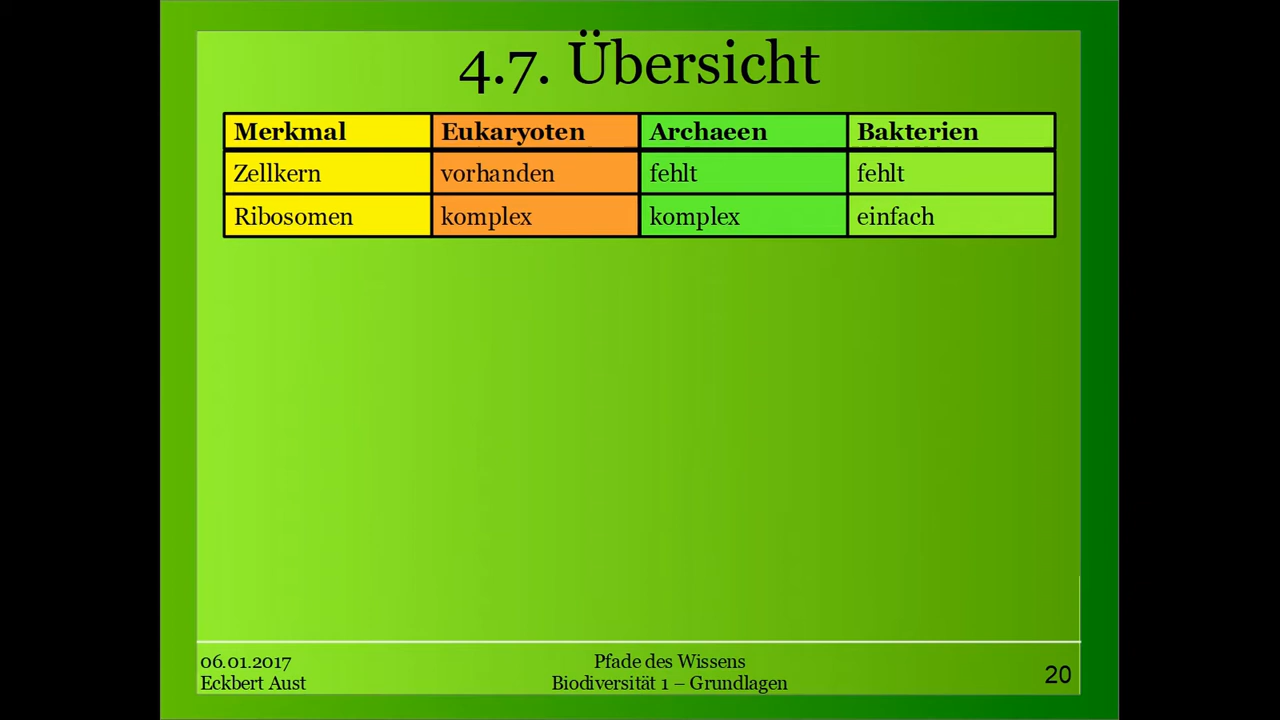 4.7. Übersicht
Merkmal Eukaryoten Archaeen Bakterien
Zellkern vorhanden fehlt fehlt
Ribosomen komplex komplex einfach
06.01.2017 Pfade des Wissens
Eckbert Aust Biodiversität 1 – Grundlagen 20